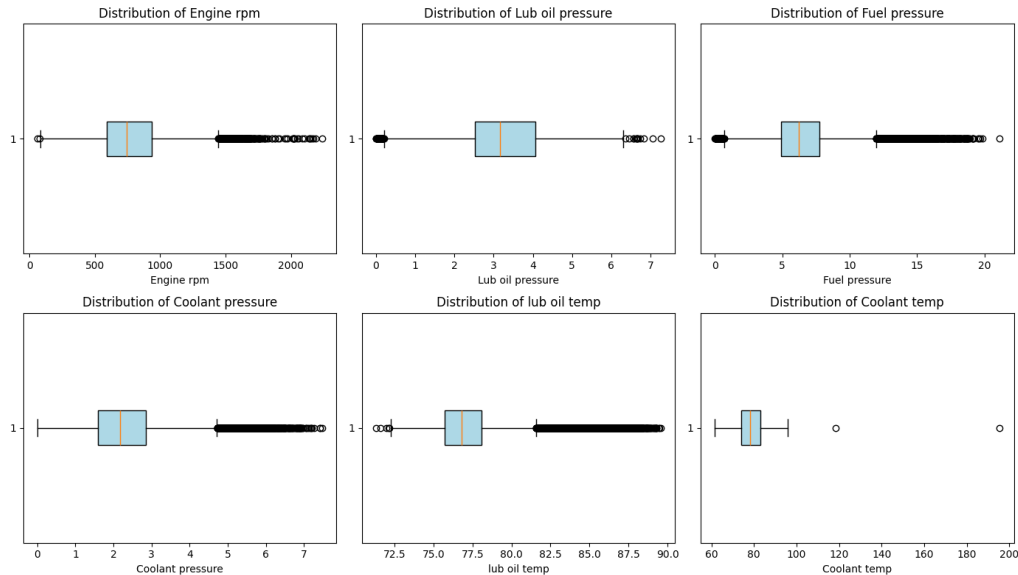 Distribution of Engine rpm
1
0 500 1000 1500 2000
Engine rpm
Distribution of Lub oil pressure
1
0 1 2 3 4 5 6 7
Lub oil pressure
Distribution of Fuel pressure
1
0 5 10 15 20
Fuel pressure
Distribution of Coolant pressure
1
0 1 2 3 4 5 6 7
Coolant pressure
Distribution of lub oil temp
1
72.5 75.0 77.5 80.0 82.5 85.0 87.5 90.0
lub oil temp
Distribution of Coolant temp
1
60 80 100 120 140 160 180 200
Coolant temp